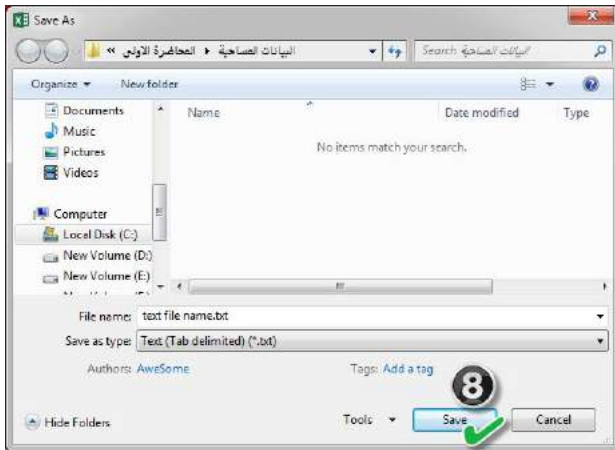 Save As
« المحاضرة الاولى ▸ البيانات المساحية
Search البيانات المساحية
Organize
New folder
Documents
Music
Pictures
Videos
Computer
Local Disk (C:)
New Volume (D:)
New Volume (E:)
Name
Date modified
Type
No items match your search.
File name: text file name.txt
Save as type: Text (Tab delimited) (*.txt)
Authors: AweSome
Tags: Add a tag
8
Hide Folders
Tools
Save
Cancel